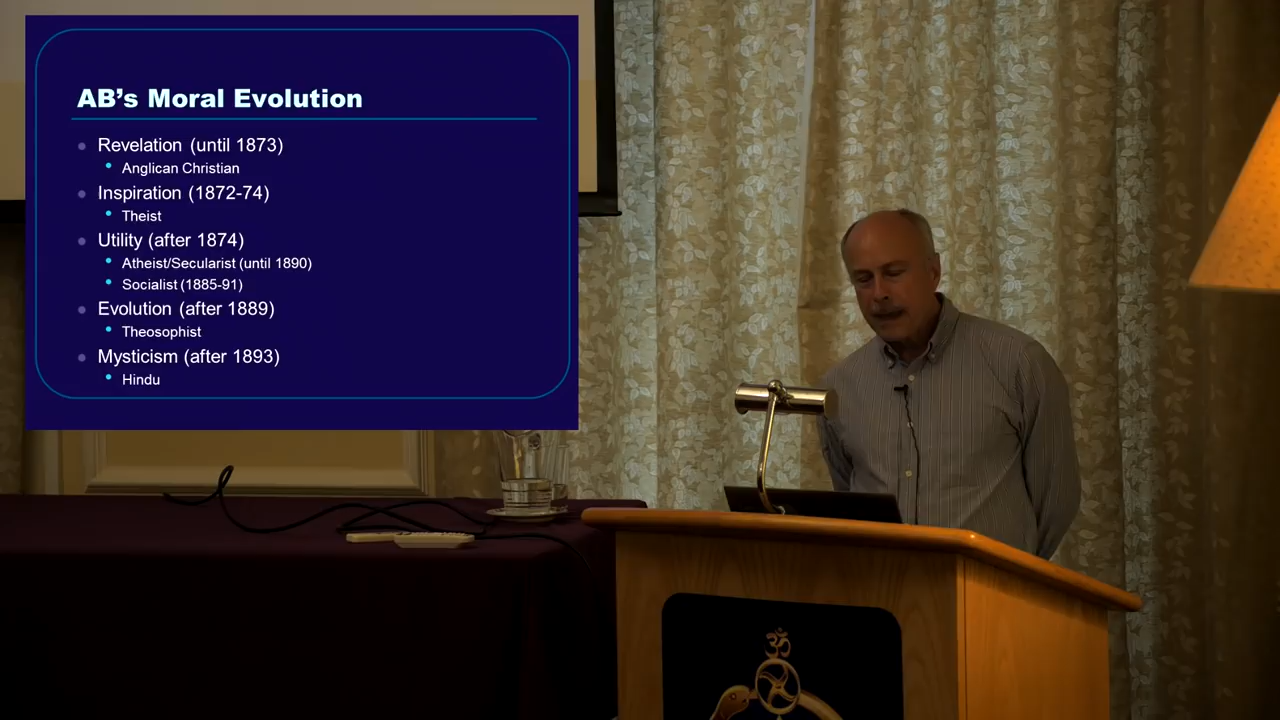 AB’s Moral Evolution
Revelation (until 1873)
Anglican Christian
Inspiration (1872-74)
Theist
Utility (after 1874)
Atheist/Secularist (until 1890)
Socialist (1885-91)
Evolution (after 1889)
Theosophist
Mysticism (after 1893)
Hindu
ॐ